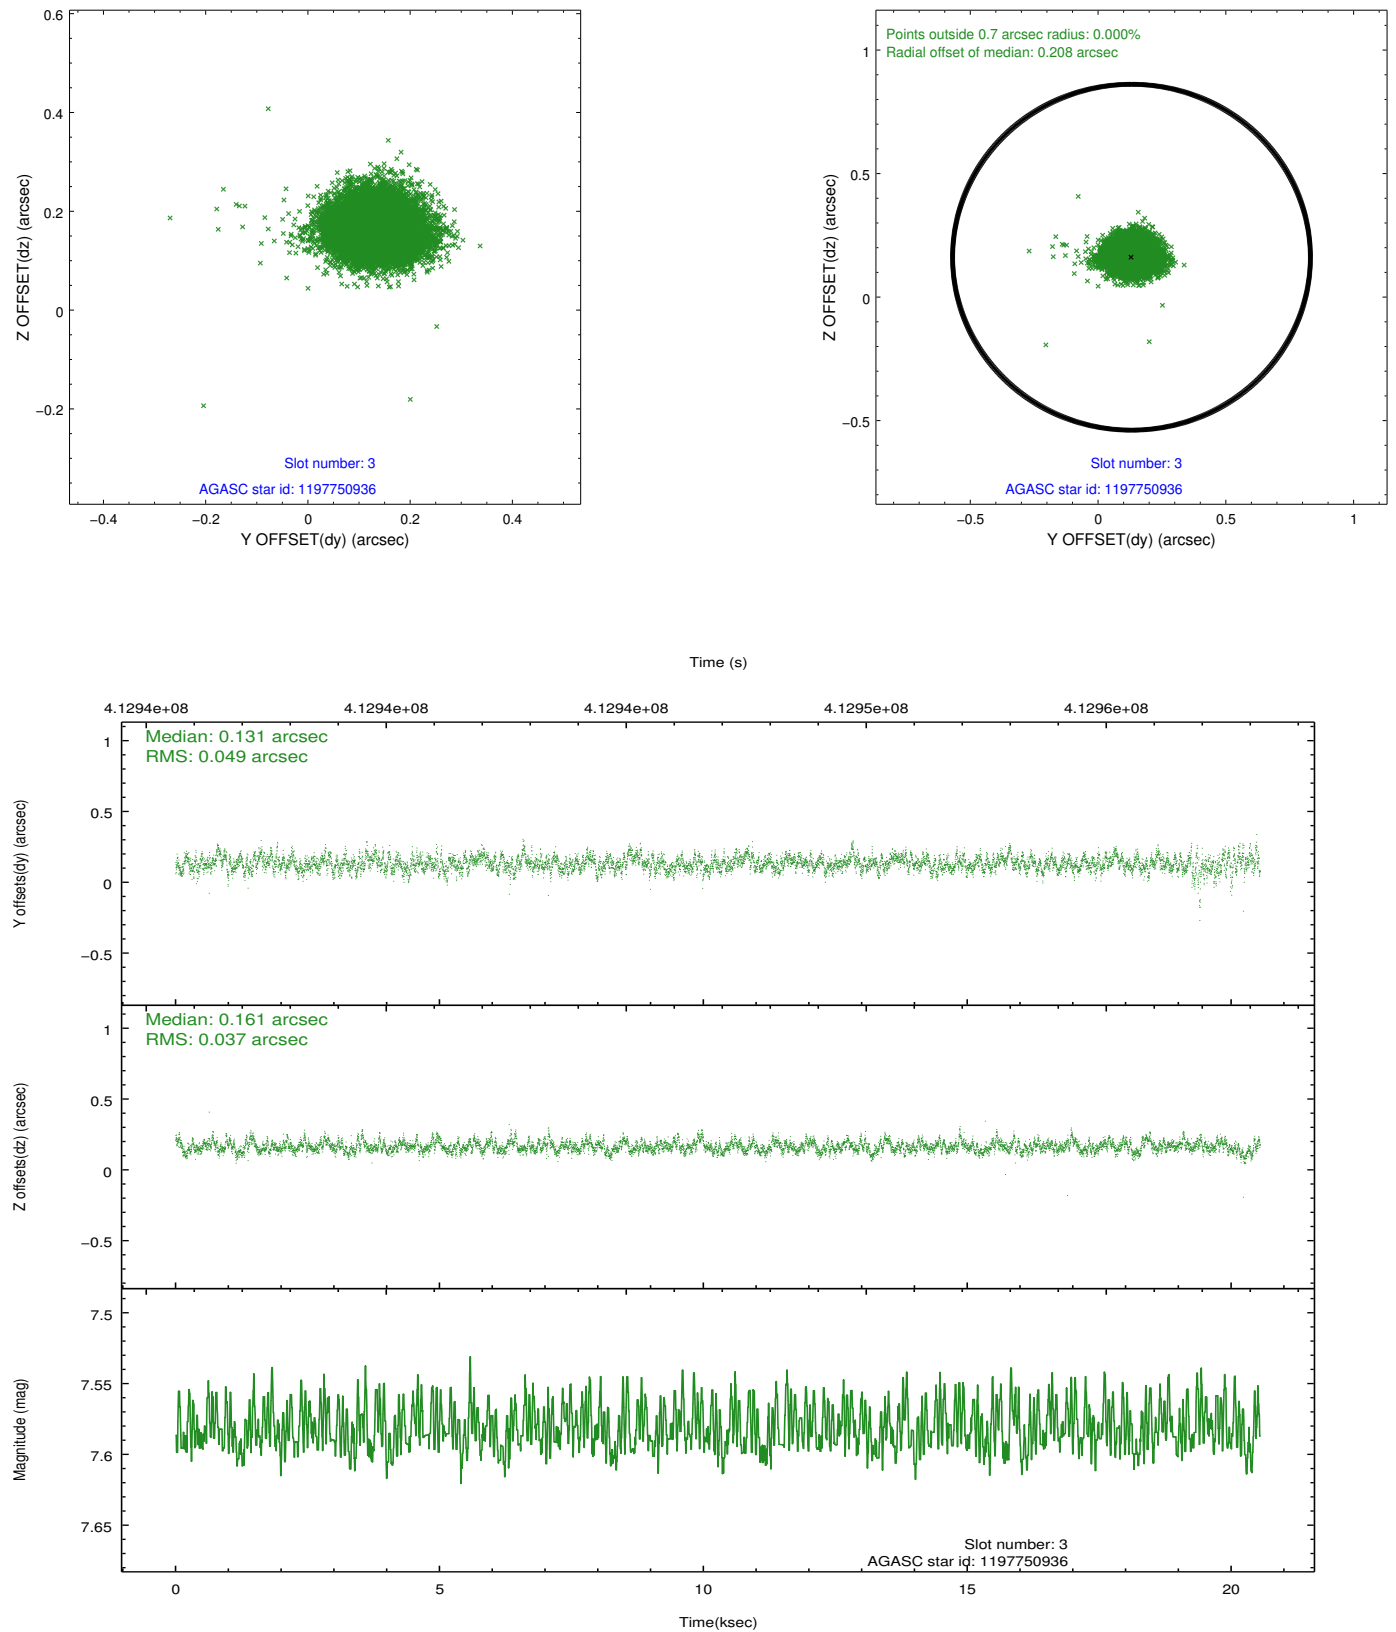 0.6
0.4
0.2
0
−0.2
Z OFFSET(dz) (arcsec)
Slot number: 3
AGASC star id: 1197750936
−0.4 −0.2 0 0.2 0.4
Y OFFSET(dy) (arcsec)
Points outside 0.7 arcsec radius: 0.000%
Radial offset of median: 0.208 arcsec
1
0.5
0
−0.5
Z OFFSET(dz) (arcsec)
Slot number: 3
AGASC star id: 1197750936
−0.5 0 0.5 1
Y OFFSET(dy) (arcsec)
Time (s)
4.1294e+08 4.1294e+08 4.1294e+08 4.1295e+08 4.1296e+08
Median: 0.131 arcsec
RMS: 0.049 arcsec
1
0.5
0
−0.5
Y offsets(dy) (arcsec)
Median: 0.161 arcsec
RMS: 0.037 arcsec
1
0.5
0
−0.5
Z offsets(dz) (arcsec)
7.5
7.55
7.6
7.65
Magnitude (mag)
Slot number: 3
AGASC star id: 1197750936
0 5 10 15 20
Time(ksec)